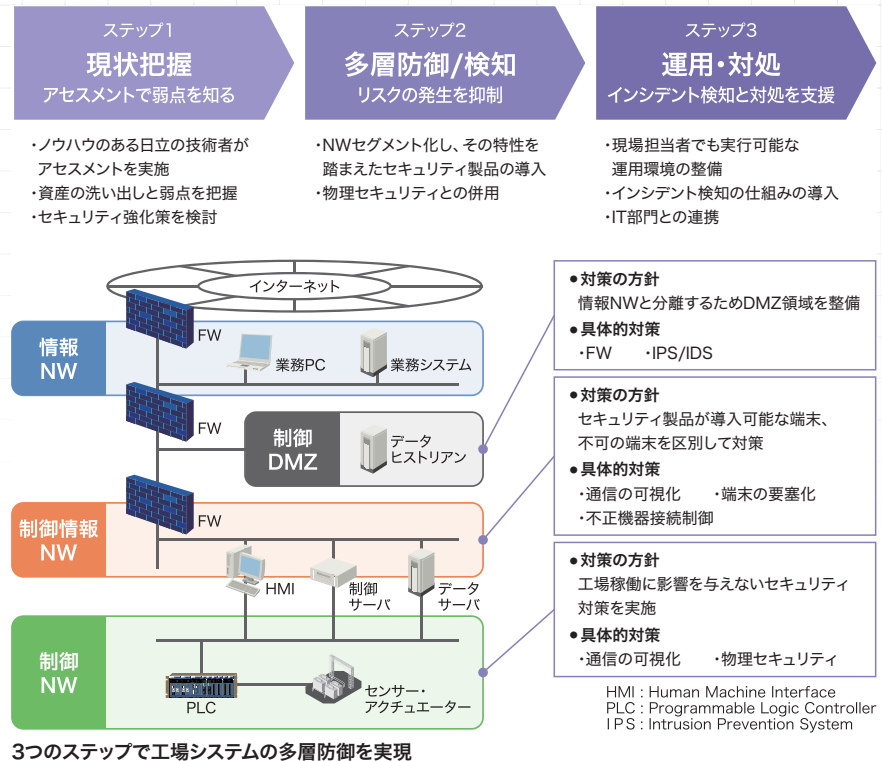 ステップ1
現状把握
アセスメントで弱点を知る
・ノウハウのある日立の技術者が
アセスメントを実施
・資産の洗い出しと弱点を把握
・セキュリティ強化策を検討
ステップ2
多層防御/検知
リスクの発生を抑制
・NWセグメント化し、その特性を
踏まえたセキュリティ製品の導入
・物理セキュリティとの併用
ステップ3
運用・対処
インシデント検知と対処を支援
・現場担当者でも実行可能な
運用環境の整備
・インシデント検知の仕組みの導入
・IT部門との連携
インターネット
情報
NW
FW
業務PC
業務システム
FW
制御
DMZ
データ
ヒストリアン
制御情報
NW
FW
HMI
制御
サーバ
データ
サーバ
制御
NW
PLC
センサー・
アクチュエーター
●対策の方針
情報NWと分離するためDMZ領域を整備
●具体的対策
・FW ・IPS/IDS
●対策の方針
セキュリティ製品が導入可能な端末、
不可の端末を区別して対策
●具体的対策
・通信の可視化 ・端末の要塞化
・不正機器接続制御
●対策の方針
工場稼働に影響を与えないセキュリティ
対策を実施
●具体的対策
・通信の可視化 ・物理セキュリティ
HMI : Human Machine Interface
PLC : Programmable Logic Controller
IPS : Intrusion Prevention System
3つのステップで工場システムの多層防御を実現